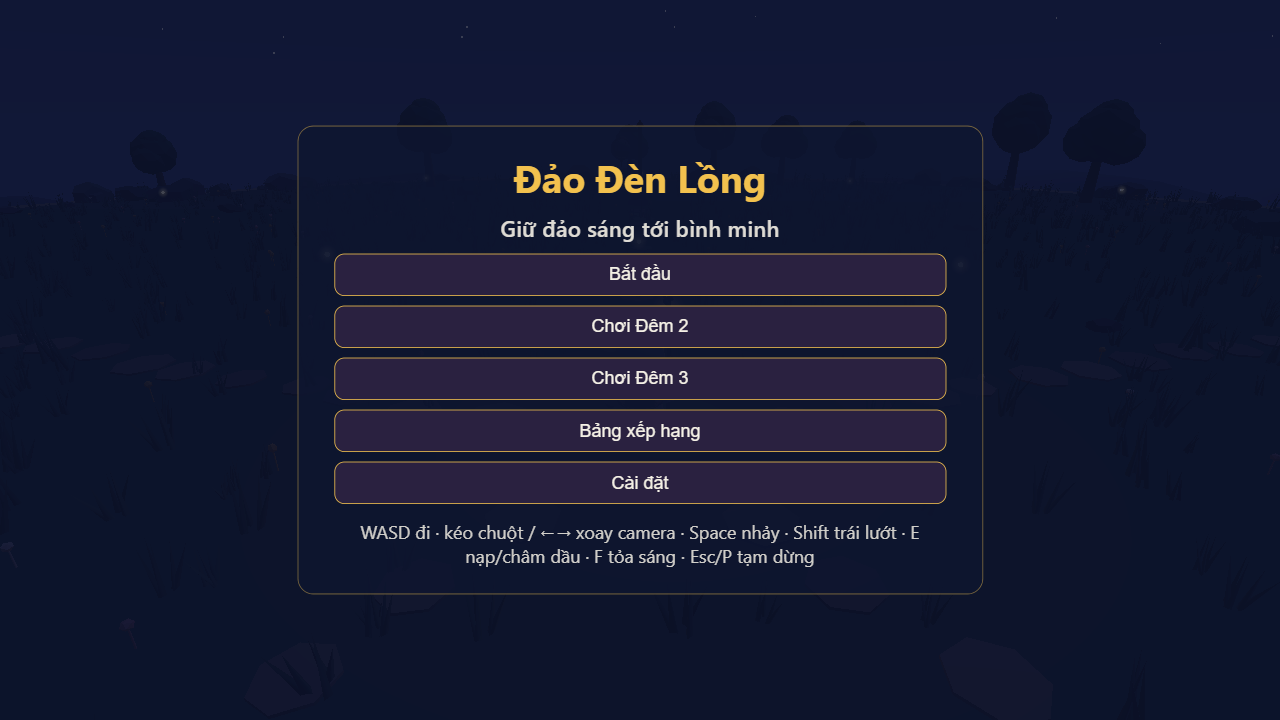 Đảo Đèn Lồng
Giữ đảo sáng tới bình minh
Bắt đầu
Chơi Đêm 2
Chơi Đêm 3
Bảng xếp hạng
Cài đặt
WASD đi · kéo chuột / ←→ xoay camera · Space nhảy · Shift trái lướt · E
nạp/châm dầu · F tỏa sáng · Esc/P tạm dừng